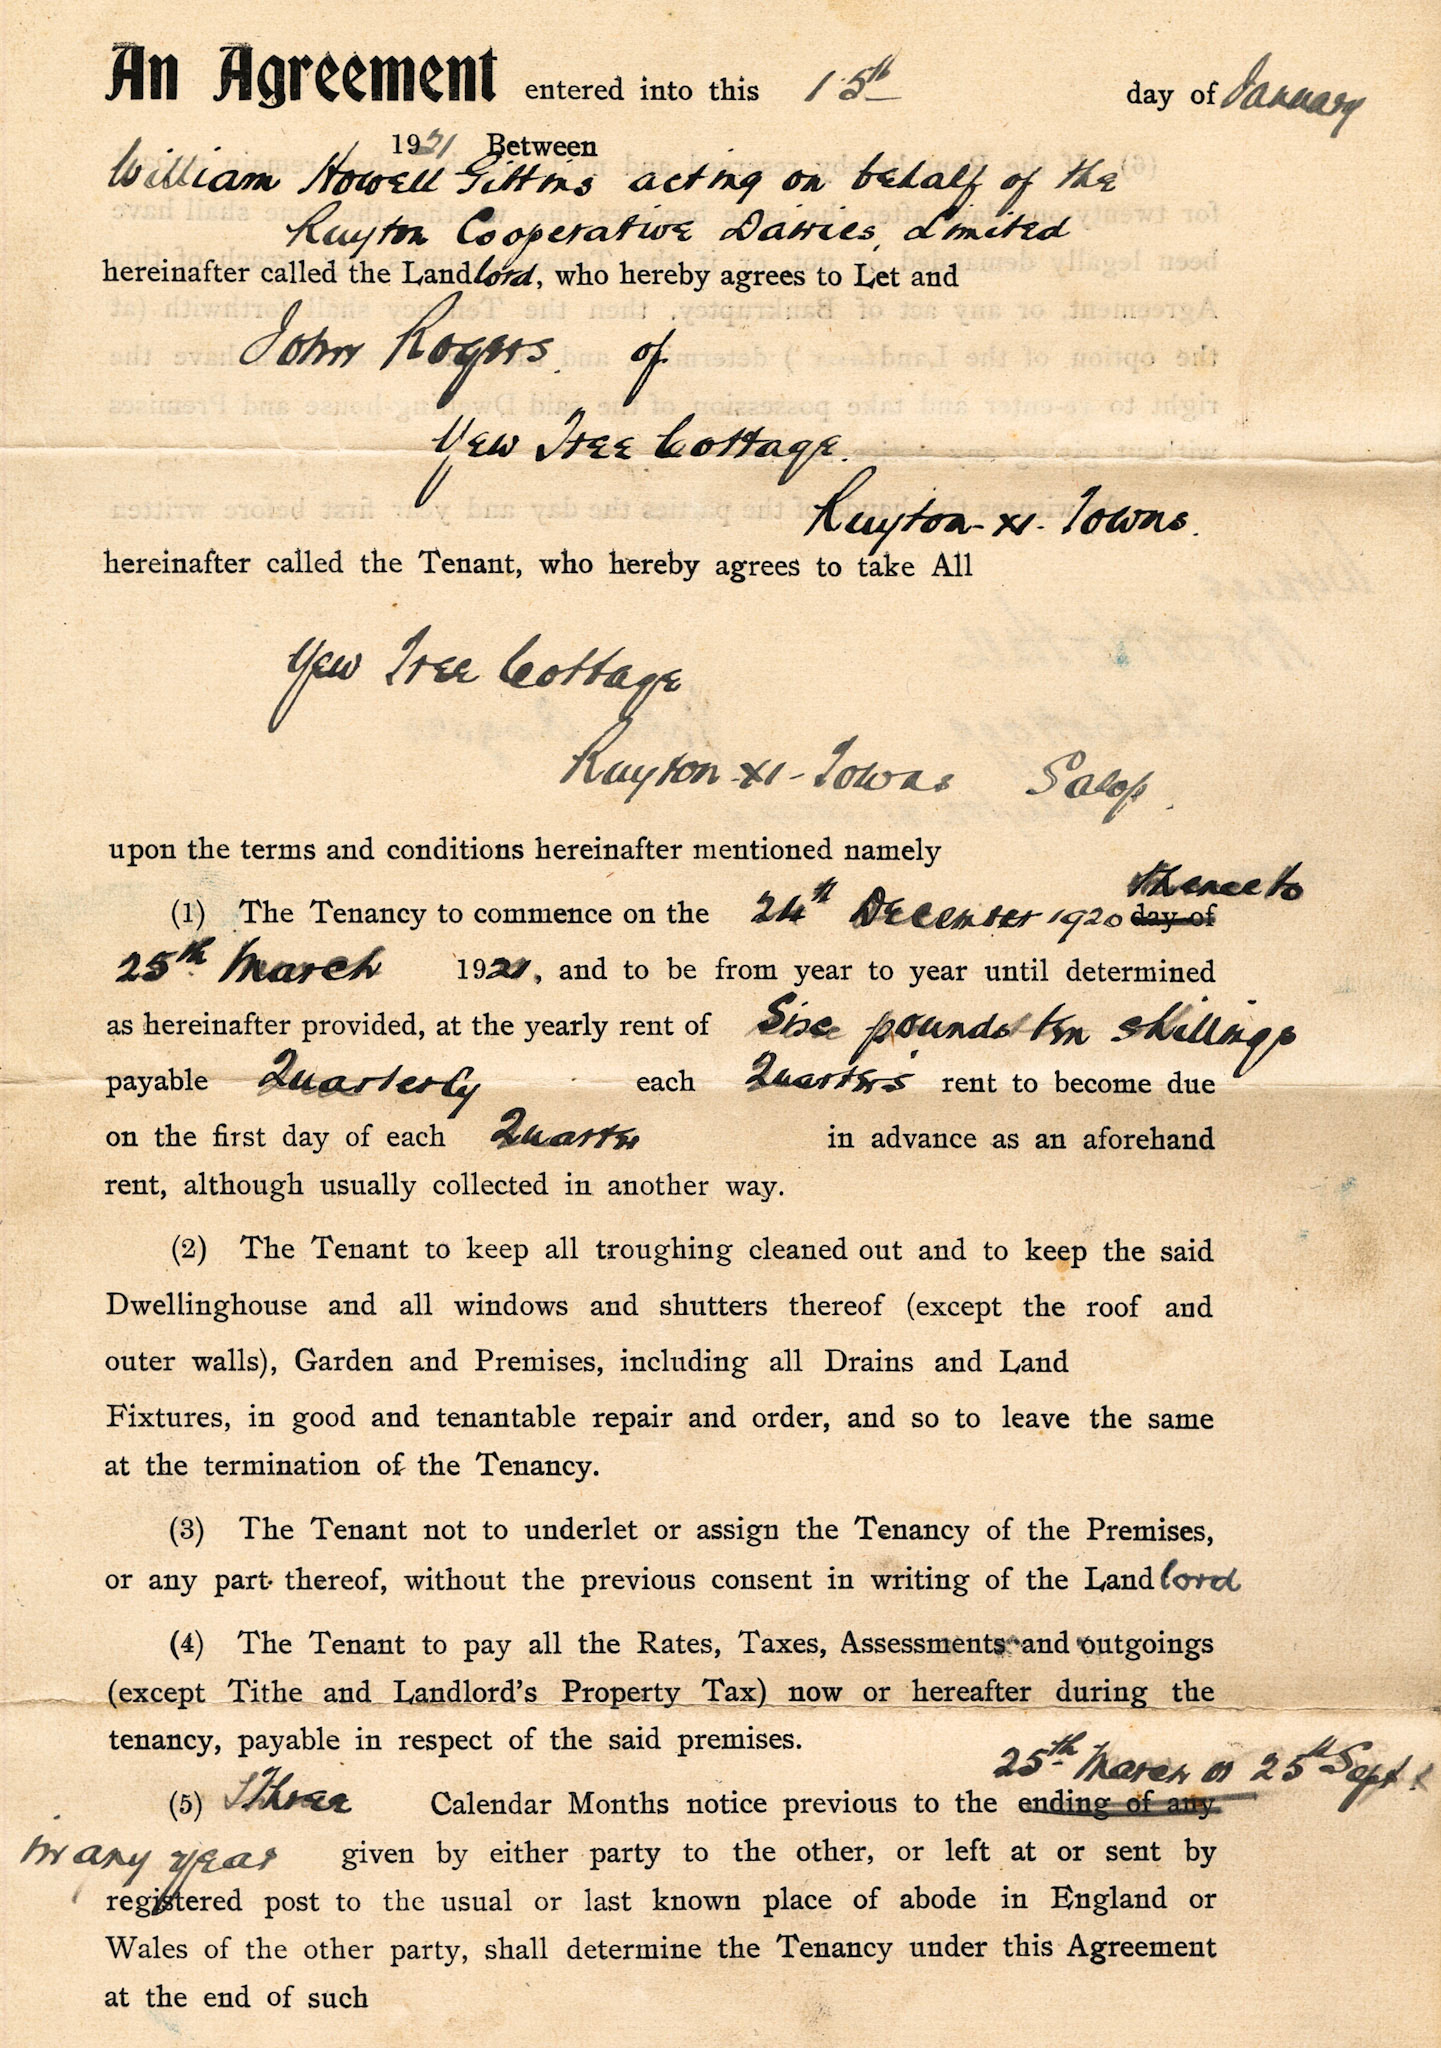 An Agreement entered into this 15th day of January
1921 Between
William Howell Gittins acting on behalf of the
Ruyton Cooperative Dairies, Limited
hereinafter called the Landlord, who hereby agrees to Let and
John Rogers of
Yew Tree Cottage.
Ruyton-XI-Towns.
hereinafter called the Tenant, who hereby agrees to take All
Yew Tree Cottage
Ruyton-XI-Towns Salop.
upon the terms and conditions hereinafter mentioned namely
thence to
(1) The Tenancy to commence on the 24th December 1920 day of
25th March 1921, and to be from year to year until determined
as hereinafter provided, at the yearly rent of Six pounds ten shillings
payable Quarterly each Quarter's rent to become due
on the first day of each Quarter in advance as an aforehand
rent, although usually collected in another way.
(2) The Tenant to keep all troughing cleaned out and to keep the said
Dwellinghouse and all windows and shutters thereof (except the roof and
outer walls), Garden and Premises, including all Drains and Land
Fixtures, in good and tenantable repair and order, and so to leave the same
at the termination of the Tenancy.
(3) The Tenant not to underlet or assign the Tenancy of the Premises,
or any part thereof, without the previous consent in writing of the Landlord
(4) The Tenant to pay all the Rates, Taxes, Assessments and outgoings
(except Tithe and Landlord's Property Tax) now or hereafter during the
tenancy, payable in respect of the said premises.
25th March or 25th Sept.
(5) Three Calendar Months notice previous to the ending of any
in any year given by either party to the other, or left at or sent by
registered post to the usual or last known place of abode in England or
Wales of the other party, shall determine the Tenancy under this Agreement
at the end of such